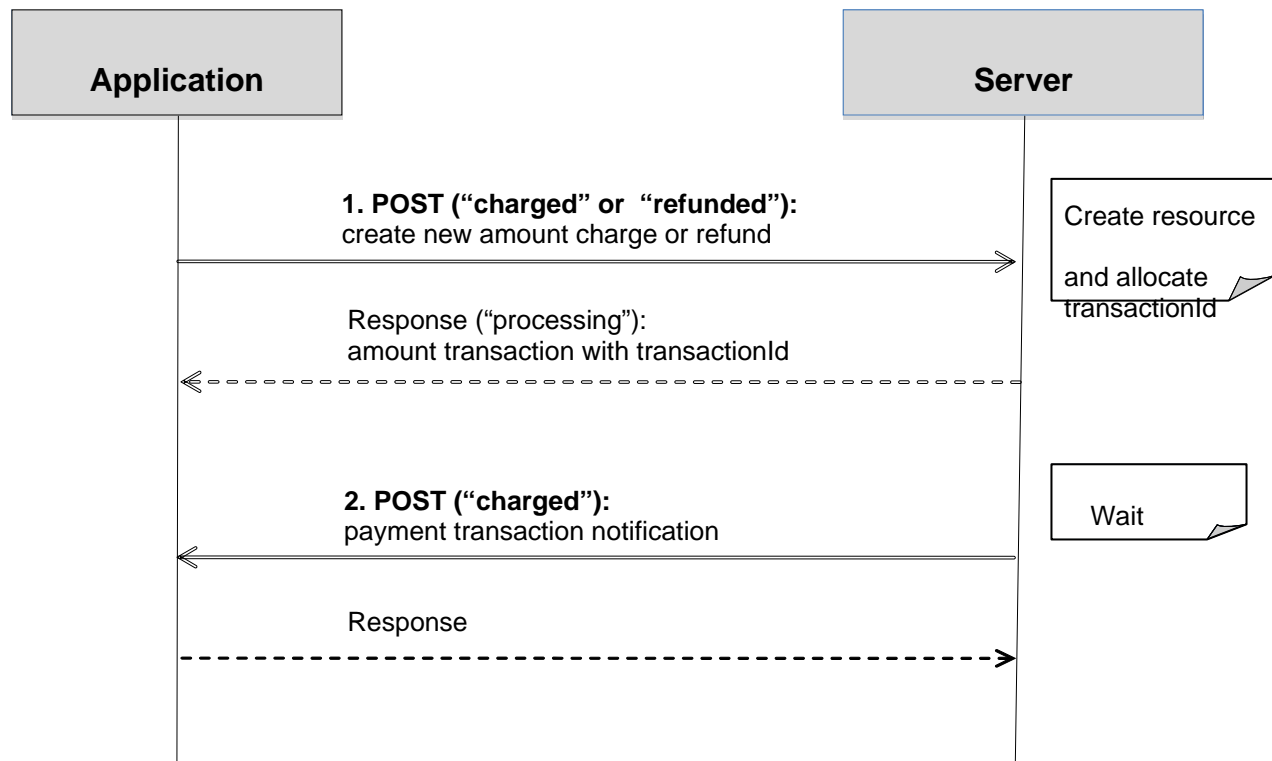 Application
Server
1. POST (“charged” or “refunded”):
create new amount charge or refund
Create resource
and allocate
transactionId
Response (“processing”):
amount transaction with transactionId
2. POST (“charged”):
payment transaction notification
Wait
Response